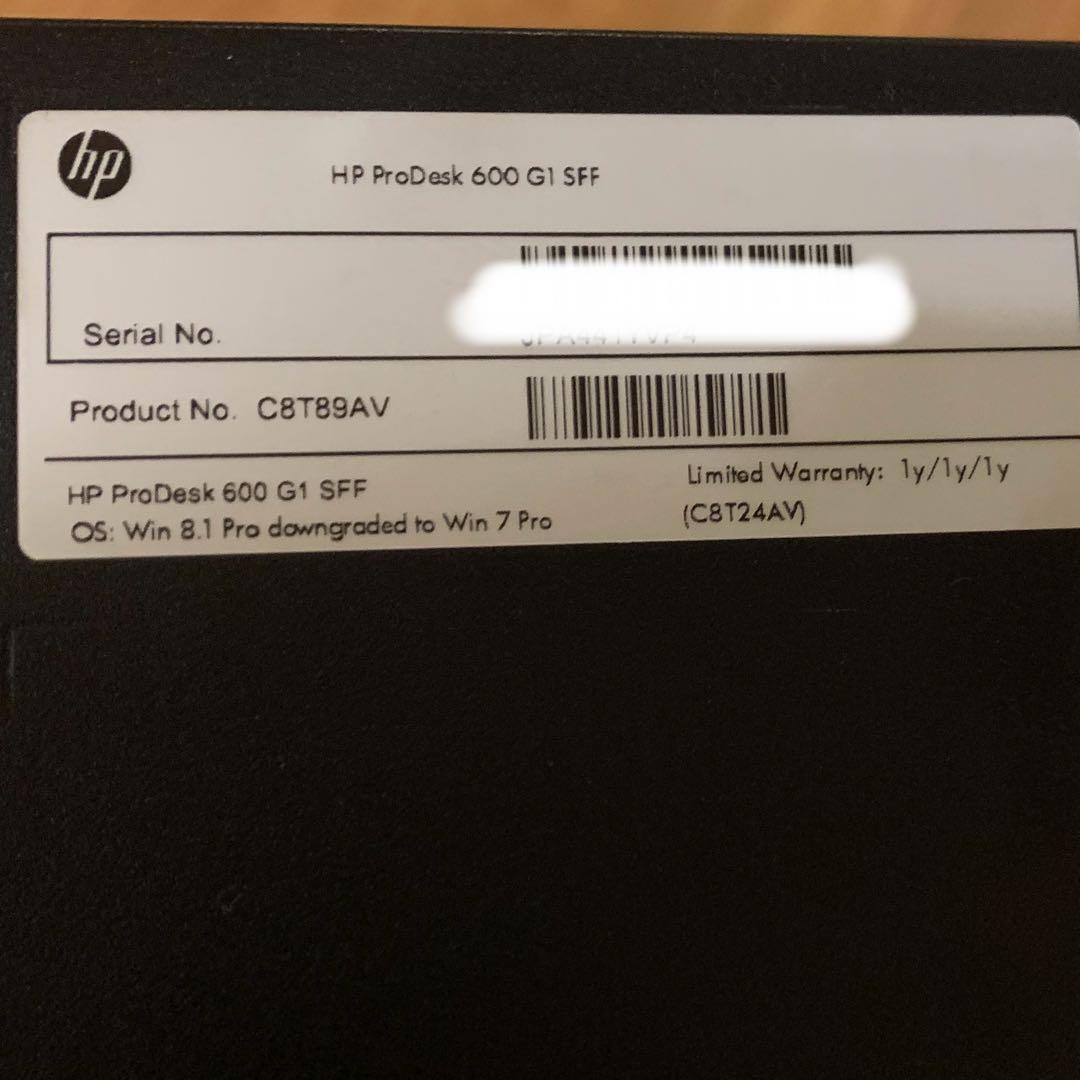 hp
HP ProDesk 600 G1 SFF
Serial No.
Product No. C8T89AV
HP ProDesk 600 G1 SFF
Limited Warranty: 1y/1y/1y
OS: Win 8.1 Pro downgraded to Win 7 Pro
(C8T24AV)